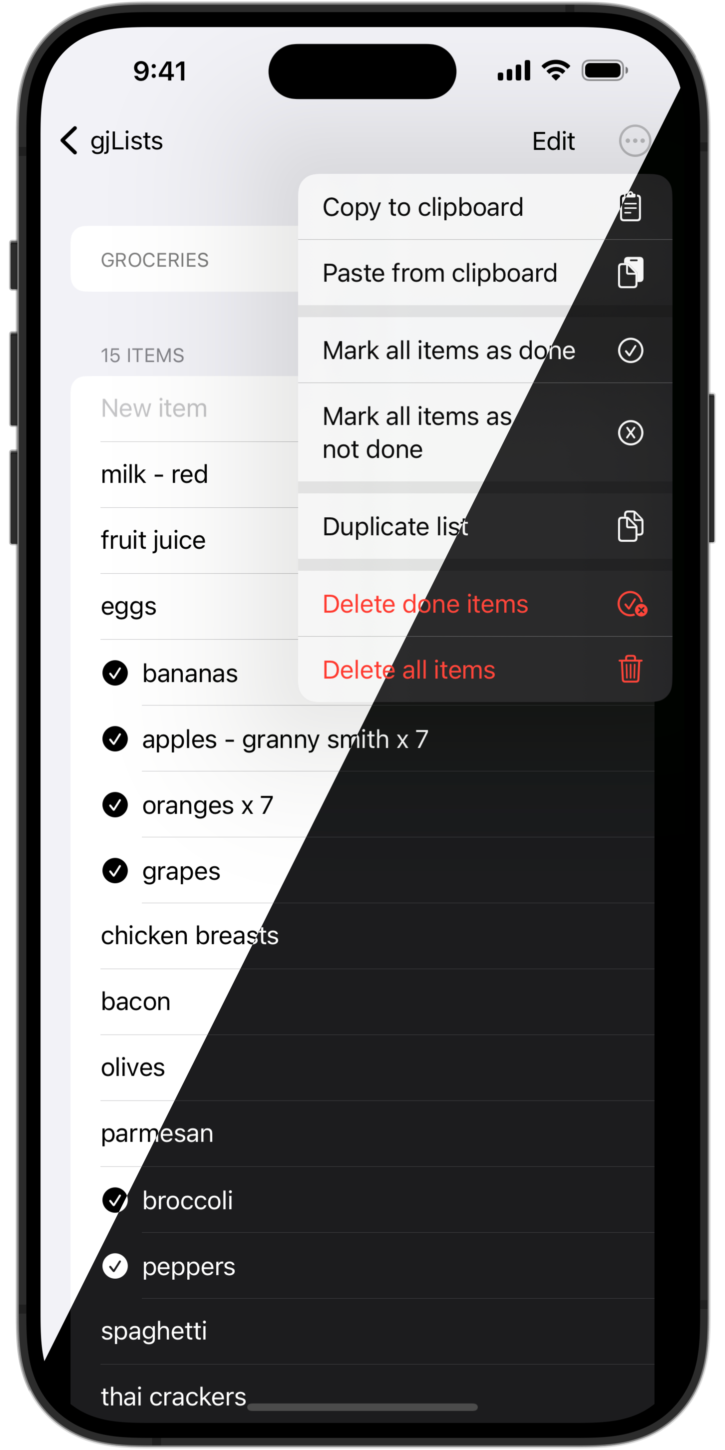 9:41
gjLists
Edit
Copy to clipboard
Paste from clipboard
GROCERIES
Mark all items as done
15 ITEMS
New item
Mark all items as
not done
milk - red
Duplicate list
fruit juice
eggs
Delete done items
Delete all items
bananas
apples - granny smith x 7
oranges x 7
grapes
chicken breasts
bacon
olives
parmesan
broccoli
peppers
spaghetti
thai crackers